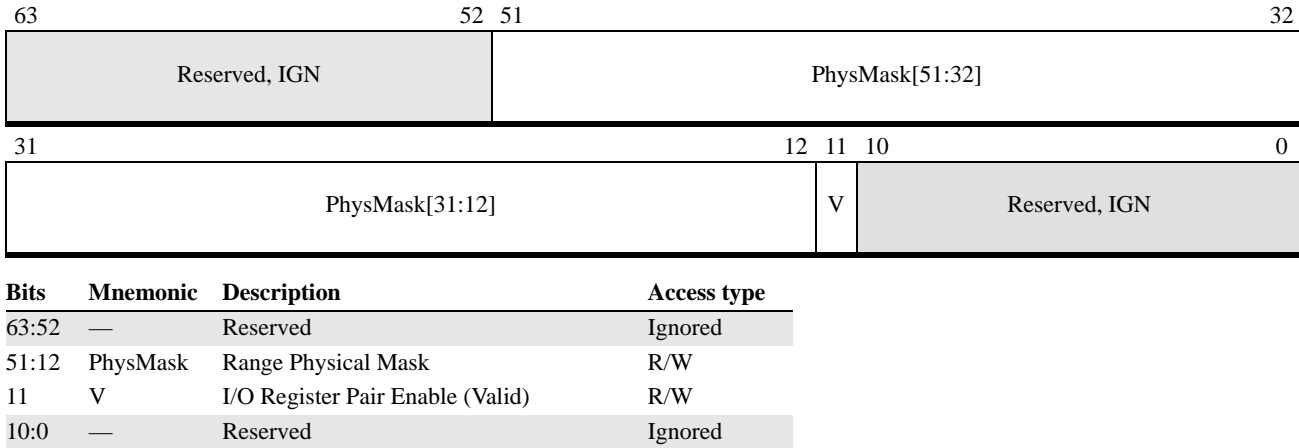 63 52 51 32
Reserved, IGN PhysMask[51:32]
31 12 11 10 0
PhysMask[31:12] V Reserved, IGN
Bits Mnemonic Description Access type
63:52 — Reserved Ignored
51:12 PhysMask Range Physical Mask R/W
11 V I/O Register Pair Enable (Valid) R/W
10:0 — Reserved Ignored